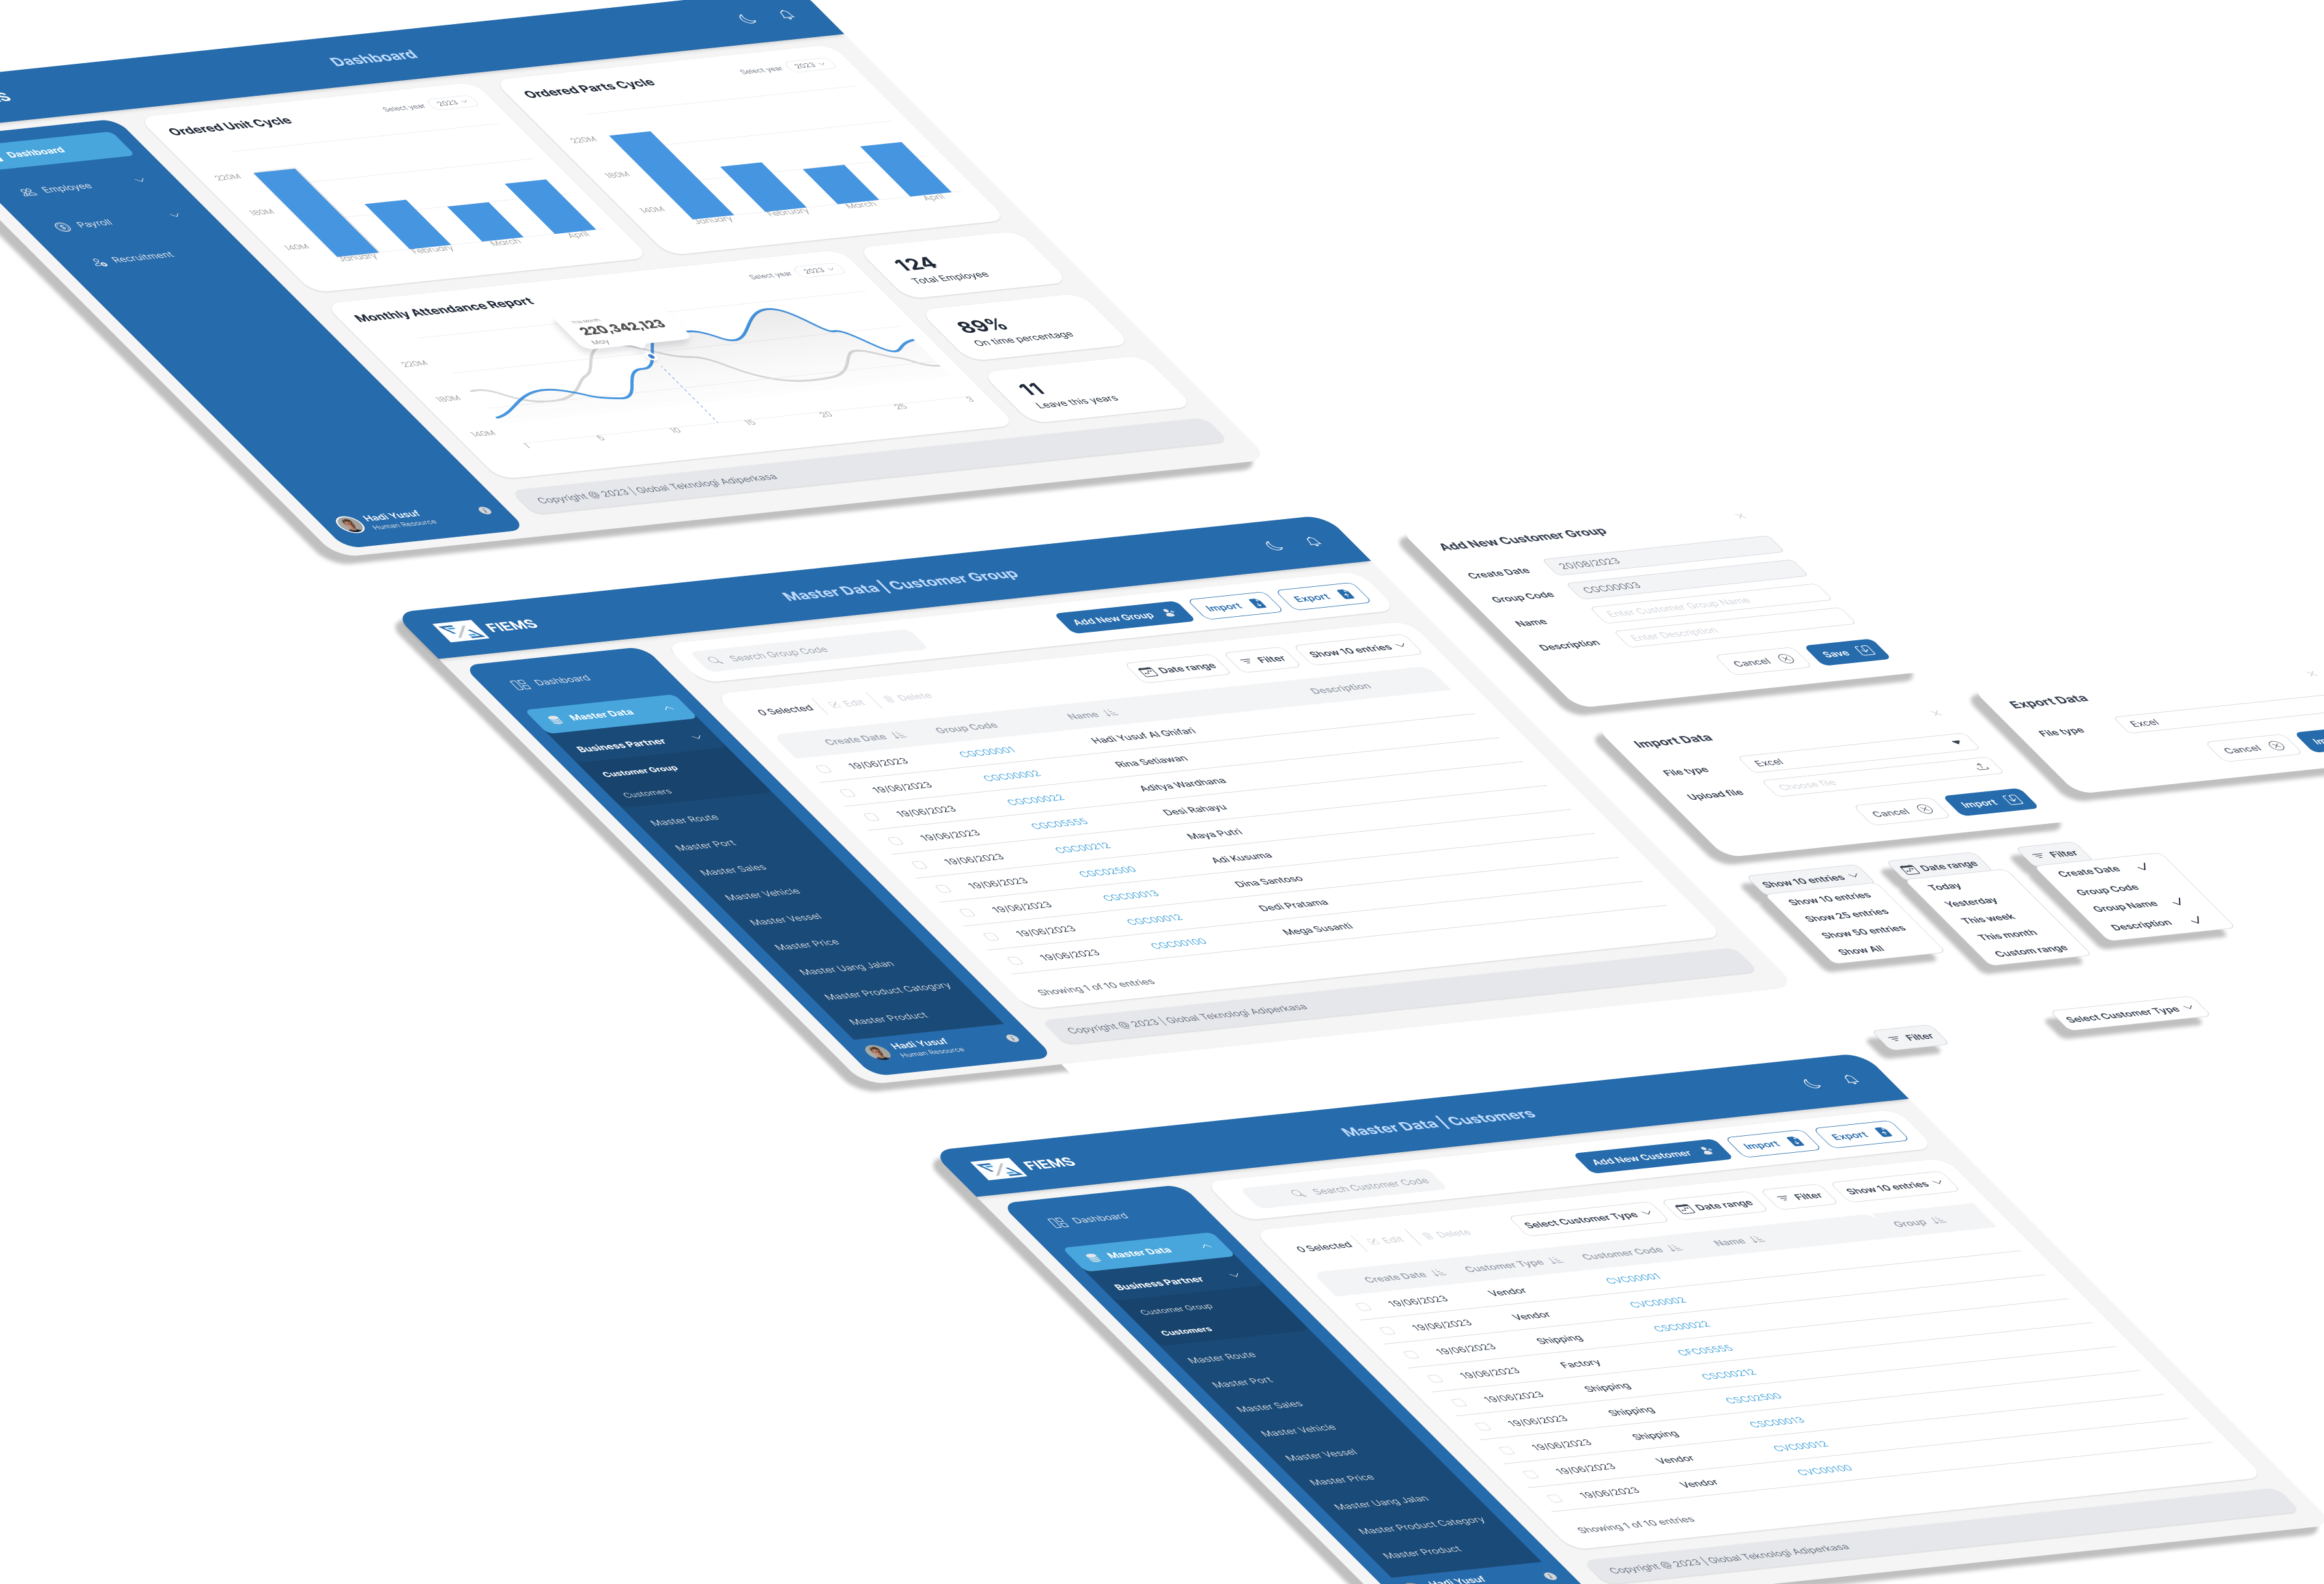 Dashboard
Dashboard
Employee
Payroll
Recruitment
Hadi Yusuf
Human Resource
Ordered Unit Cycle
Select year 2023
220M
180M
140M
January February March April
Ordered Parts Cycle
Select year 2023
220M
180M
140M
January February March April
Monthly Attendance Report
Select year 2023
This Month
220,342,123
May
220M
180M
140M
1 5 10 15 20 25 3
124
Total Employee
89%
On time percentage
11
Leave this years
Copyright @ 2023 | Global Teknologi Adiperkasa
FIEMS
Master Data | Customer Group
Dashboard
Master Data
Business Partner
Customer Group
Customers
Master Route
Master Port
Master Sales
Master Vehicle
Master Vessel
Master Price
Master Uang Jalan
Master Product Catogory
Master Product
Hadi Yusuf
Human Resource
Search Group Code
Add New Group
Import
Export
0 Selected
Edit
Delete
Date range
Filter
Show 10 entries
Create Date Group Code Name Description
19/06/2023 CGC00001 Hadi Yusuf Al Ghifari
19/06/2023 CGC00002 Rina Setiawan
19/06/2023 CGC00022 Aditya Wardhana
19/06/2023 CGC05555 Desi Rahayu
19/06/2023 CGC00212 Maya Putri
19/06/2023 CGC02500 Adi Kusuma
19/06/2023 CGC00013 Dina Santoso
19/06/2023 CGC00012 Dedi Pratama
19/06/2023 CGC00100 Mega Susanti
Showing 1 of 10 entries
Copyright @ 2023 | Global Teknologi Adiperkasa
Add New Customer Group
Create Date 20/08/2023
Group Code CGC00003
Name Enter Customer Group Name
Description Enter Description
Cancel
Save
Import Data
File type Excel
Upload file Choose file
Cancel
Import
Export Data
File type Excel
Cancel
Show 10 entries
Show 10 entries
Show 25 entries
Show 50 entries
Show All
Date range
Today
Yesterday
This week
This month
Custom range
Filter
Create Date
Group Code
Group Name
Description
Filter
Select Customer Type
FIEMS
Master Data | Customers
Dashboard
Master Data
Business Partner
Customer Group
Customers
Master Route
Master Port
Master Sales
Master Vehicle
Master Vessel
Master Price
Master Uang Jalan
Master Product Category
Master Product
Hadi Yusuf
Search Customer Code
Add New Customer
Import
Export
0 Selected
Edit
Delete
Select Customer Type
Date range
Filter
Show 10 entries
Create Date Customer Type Customer Code Name Group
19/06/2023 Vendor CVC00001
19/06/2023 Vendor CVC00002
19/06/2023 Shipping CSC00022
19/06/2023 Factory CFC05555
19/06/2023 Shipping CSC00212
19/06/2023 Shipping CSC02500
19/06/2023 Shipping CSC00013
19/06/2023 Vendor CVC00012
19/06/2023 Vendor CVC00100
Showing 1 of 10 entries
Copyright @ 2023 | Global Teknologi Adiperkasa